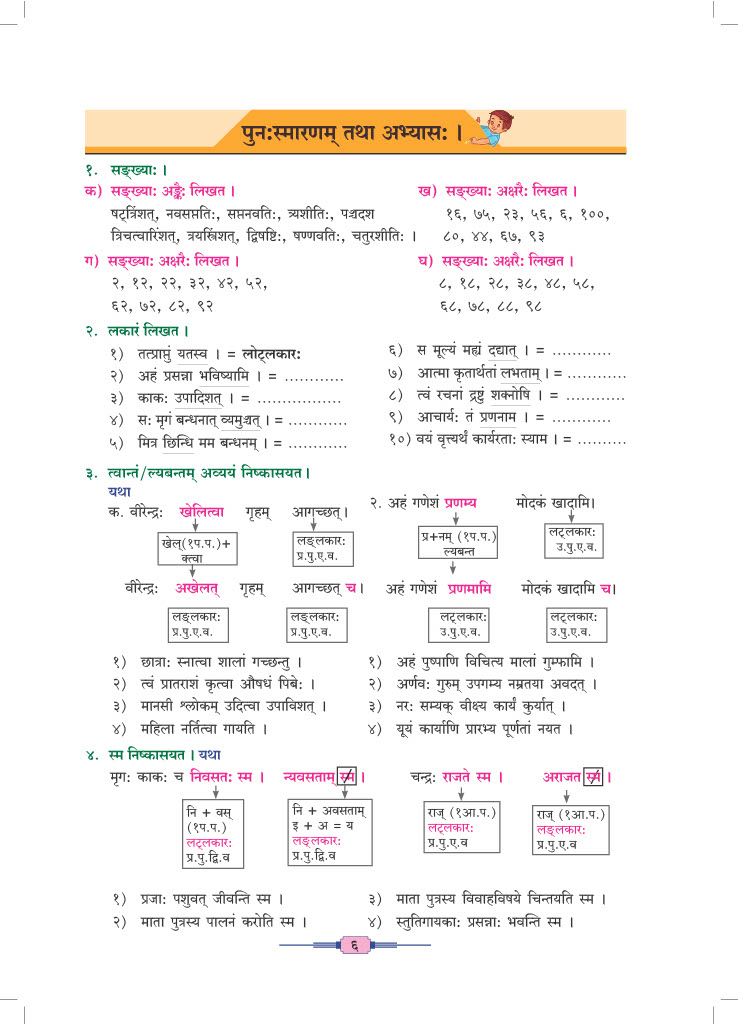 पुनःस्मारणम् तथा अभ्यासः ।
१. सङ्ख्याः ।
क) सङ्ख्याः अङ्कैः लिखत ।
षट्त्रिंशत्, नवसप्ततिः, सप्तनवतिः, त्र्यशीतिः, पञ्चदश
त्रिचत्वारिंशत्, त्रयस्त्रिंशत्, द्विषष्टिः, षण्णवतिः, चतुरशीतिः ।
ख) सङ्ख्याः अक्षरैः लिखत ।
१६, ७५, २३, ५६, ६, १००,
८०, ४४, ६७, ९३
ग) सङ्ख्याः अक्षरैः लिखत ।
२, १२, २२, ३२, ४२, ५२,
६२, ७२, ८२, ९२
घ) सङ्ख्याः अक्षरैः लिखत ।
८, १८, २८, ३८, ४८, ५८,
६८, ७८, ८८, ९८
२. लकारं लिखत ।
१) तत्प्राप्तुं यतस्व । = लोट्लकारः
२) अहं प्रसन्ना भविष्यामि । = ............
३) काकः उपादिशत् । = .................
४) सः मृगं बन्धनात् व्यमुञ्चत् । = ............
५) मित्र छिन्धि मम बन्धनम् । = ............
६) स मूल्यं मह्यं दद्यात् । = ............
७) आत्मा कृतार्थतां लभताम् । = ............
८) त्वं रचनां द्रष्टुं शक्नोषि । = ............
९) आचार्यः तं प्रणनाम । = ............
१०) वयं वृत्त्यर्थं कार्यरताः स्याम । = ..........
३. त्वान्तं/ल्यबन्तम् अव्ययं निष्कासयत ।
यथा
क. वीरेन्द्रः खेलित्वा गृहम् आगच्छत् ।
खेल्(१प.प.)+
क्त्वा
लङ्लकारः
प्र.पु.ए.व.
वीरेन्द्रः अखेलत् गृहम् आगच्छत् च ।
लङ्लकारः
प्र.पु.ए.व.
लङ्लकारः
प्र.पु.ए.व.
२. अहं गणेशं प्रणम्य मोदकं खादामि।
प्र+नम् (१प.प.)
ल्यबन्त
लट्लकारः
उ.पु.ए.व.
अहं गणेशं प्रणमामि मोदकं खादामि च।
लट्लकारः
उ.पु.ए.व.
लट्लकारः
उ.पु.ए.व.
१) छात्राः स्नात्वा शालां गच्छन्तु ।
२) त्वं प्रातराशं कृत्वा औषधं पिबेः ।
३) मानसी श्लोकम् उदित्वा उपाविशत् ।
४) महिला नर्तित्वा गायति ।
१) अहं पुष्पाणि विचित्य मालां गुम्फामि ।
२) अर्णवः गुरुम् उपगम्य नम्रतया अवदत् ।
३) नरः सम्यक् वीक्ष्य कार्यं कुर्यात् ।
४) यूयं कार्याणि प्रारभ्य पूर्णतां नयत ।
४. स्म निष्कासयत । यथा
मृगः काकः च निवसतः स्म । न्यवसताम् स्म ।
नि + वस्
(१प.प.)
लट्लकारः
प्र.पु.द्वि.व
नि + अवसताम्
इ + अ = य
लङ्लकारः
प्र.पु.द्वि.व
चन्द्रः राजते स्म । अराजत स्म ।
राज् (१आ.प.)
लट्लकारः
प्र.पु.ए.व
राज् (१आ.प.)
लङ्लकारः
प्र.पु.ए.व
१) प्रजाः पशुवत् जीवन्ति स्म ।
२) माता पुत्रस्य पालनं करोति स्म ।
३) माता पुत्रस्य विवाहविषये चिन्तयति स्म ।
४) स्तुतिगायकाः प्रसन्नाः भवन्ति स्म ।
६